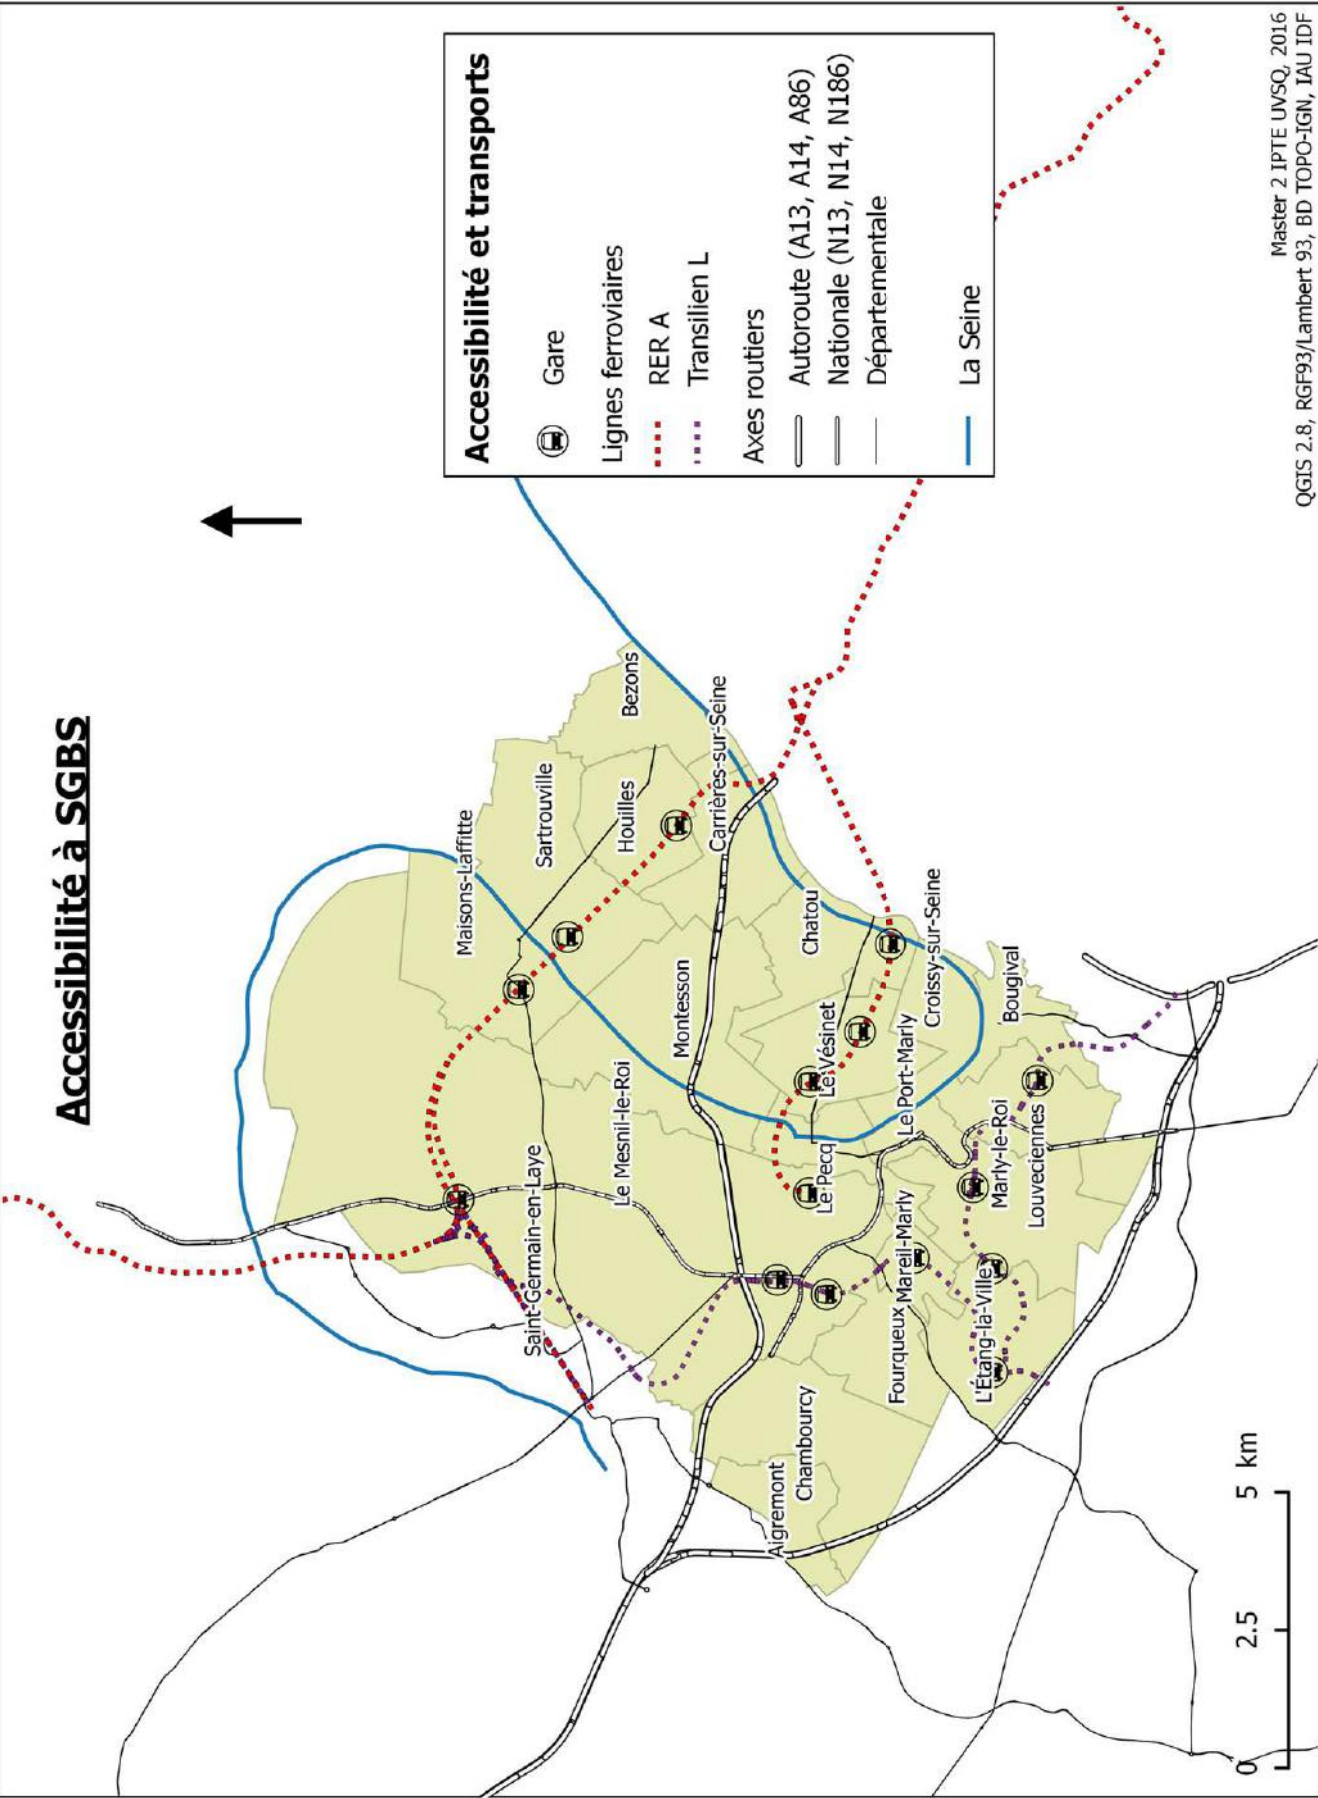 Accessibilité à SGBS
Maisons-Laffitte
Sartrouville
Bezons
Houilles
Carrières-sur-Seine
Saint-Germain-en-Laye
Le Mesnil-le-Roi
Montesson
Chatou
Le Vésinet
Le Pecq
Croissy-sur-Seine
Le Port-Marly
Aigremont
Chambourcy
Fourqueux
Mareil-Marly
Bougival
Marly-le-Roi
L'Étang-la-Ville
Louveciennes
Accessibilité et transports
Gare
Lignes ferroviaires
RER A
Transilien L
Axes routiers
Autoroute (A13, A14, A86)
Nationale (N13, N14, N186)
Départementale
La Seine
0 2.5 5 km
Master 2 IPTE UVSQ, 2016
QGIS 2.8, RGF93/Lambert 93, BD TOPO-IGN, IAU IDF